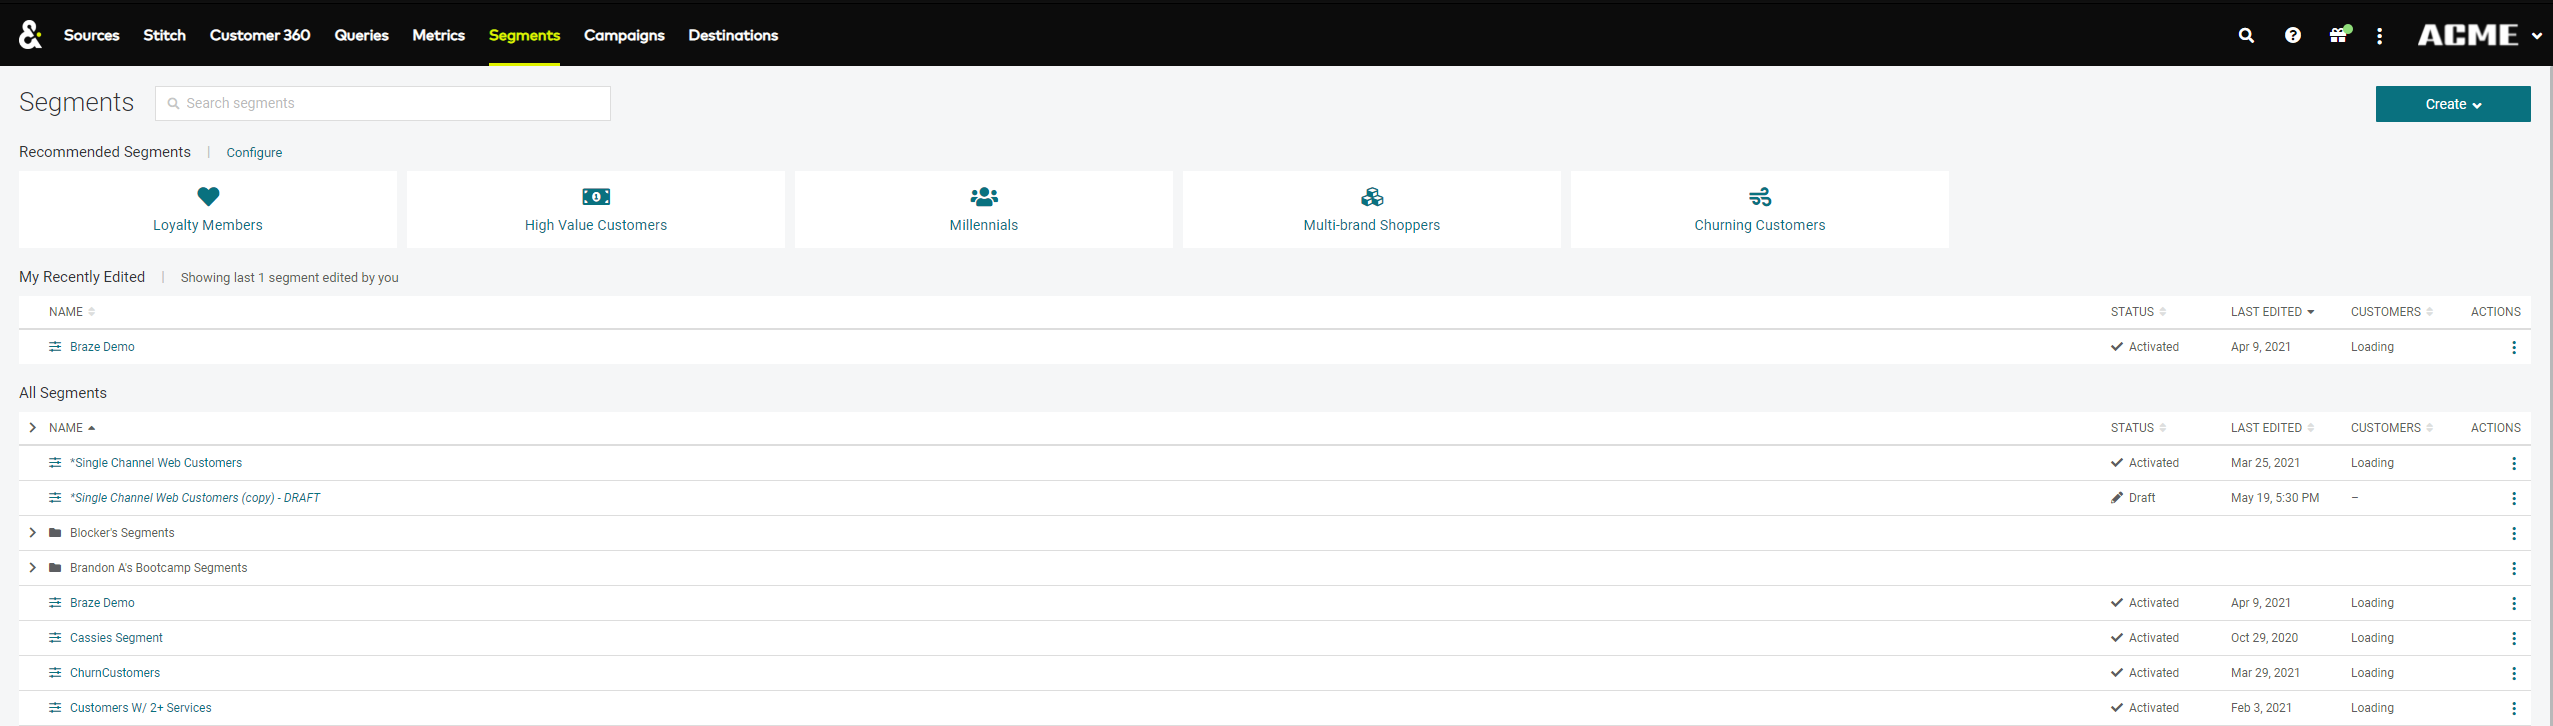 & Sources Stitch Customer 360 Queries Metrics Segments Campaigns Destinations ACME
Segments Search segments Create
Recommended Segments | Configure
Loyalty Members High Value Customers Millennials Multi-brand Shoppers Churning Customers
My Recently Edited | Showing last 1 segment edited by you
NAME STATUS LAST EDITED CUSTOMERS ACTIONS
Braze Demo Activated Apr 9, 2021 Loading
All Segments
NAME STATUS LAST EDITED CUSTOMERS ACTIONS
*Single Channel Web Customers Activated Mar 25, 2021 Loading
*Single Channel Web Customers (copy) - DRAFT Draft May 19, 5:30 PM –
Blocker's Segments
Brandon A's Bootcamp Segments
Braze Demo Activated Apr 9, 2021 Loading
Cassies Segment Activated Oct 29, 2020 Loading
ChurnCustomers Activated Mar 29, 2021 Loading
Customers W/ 2+ Services Activated Feb 3, 2021 Loading